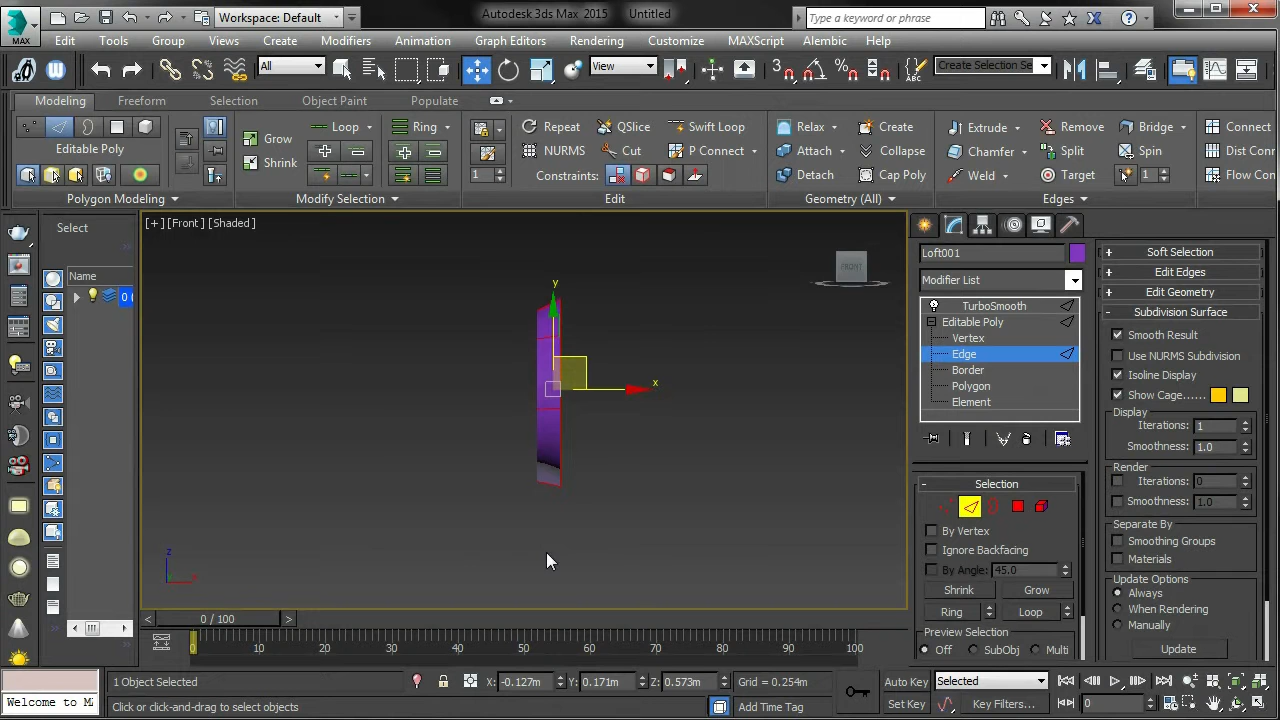 Workspace: Default
Autodesk 3ds Max 2015 Untitled
Type a keyword or phrase
MAX
Edit Tools Group Views Create Modifiers Animation Graph Editors Rendering Customize MAXScript Alembic Help
All
View
Create Selection Se
Modeling Freeform Selection Object Paint Populate
Editable Poly
Grow
Shrink
Loop
Ring
Repeat QSlice Swift Loop
NURMS Cut P Connect
Constraints:
1
Relax Create
Attach Collapse
Detach Cap Poly
Extrude Remove Bridge
Chamfer Split Spin
Weld Target 1
Connect
Dist Conn
Flow Con
Polygon Modeling Modify Selection Edit Geometry (All) Edges
[+] [Front] [Shaded]
FRONT
y
x
z
Select
Name
0 (
Loft001
Modifier List
TurboSmooth
Editable Poly
Vertex
Edge
Border
Polygon
Element
Selection
By Vertex
Ignore Backfacing
By Angle: 45.0
Shrink Grow
Ring Loop
Preview Selection
Off SubObj Multi
Soft Selection
Edit Edges
Edit Geometry
Subdivision Surface
Smooth Result
Use NURMS Subdivision
Isoline Display
Show Cage......
Display
Iterations: 1
Smoothness: 1.0
Render
Iterations: 0
Smoothness: 1.0
Separate By
Smoothing Groups
Materials
Update Options
Always
When Rendering
Manually
Update
0 / 100
0 10 20 30 40 50 60 70 80 90 100
1 Object Selected
X: -0.127m Y: 0.171m Z: 0.573m Grid = 0.254m
Auto Key Selected
Welcome to M
Click or click-and-drag to select objects
Add Time Tag
Set Key Key Filters... 0